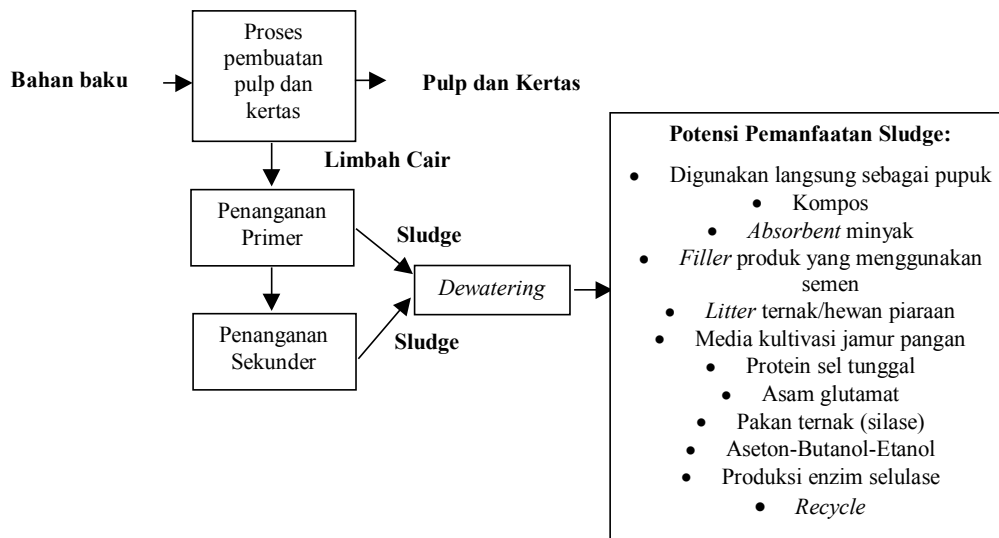 Bahan baku
Proses
pembuatan
pulp dan
kertas
Pulp dan Kertas
Limbah Cair
Penanganan
Primer
Sludge
Dewatering
Penanganan
Sekunder
Sludge
Potensi Pemanfaatan Sludge:
• Digunakan langsung sebagai pupuk
• Kompos
• Absorbent minyak
• Filler produk yang menggunakan
semen
• Litter ternak/hewan piaraan
• Media kultivasi jamur pangan
• Protein sel tunggal
• Asam glutamat
• Pakan ternak (silase)
• Aseton-Butanol-Etanol
• Produksi enzim selulase
• Recycle